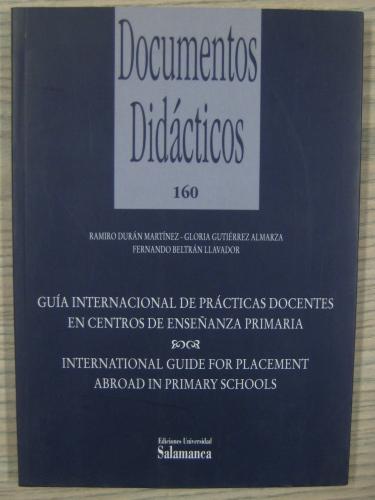 Documentos
Didácticos
160
RAMIRO DURÁN MARTÍNEZ - GLORIA GUTIÉRREZ ALMARZA
FERNANDO BELTRÁN LLAVADOR
GUÍA INTERNACIONAL DE PRÁCTICAS DOCENTES
EN CENTROS DE ENSEÑANZA PRIMARIA
INTERNATIONAL GUIDE FOR PLACEMENT
ABROAD IN PRIMARY SCHOOLS
Ediciones Universidad
Salamanca